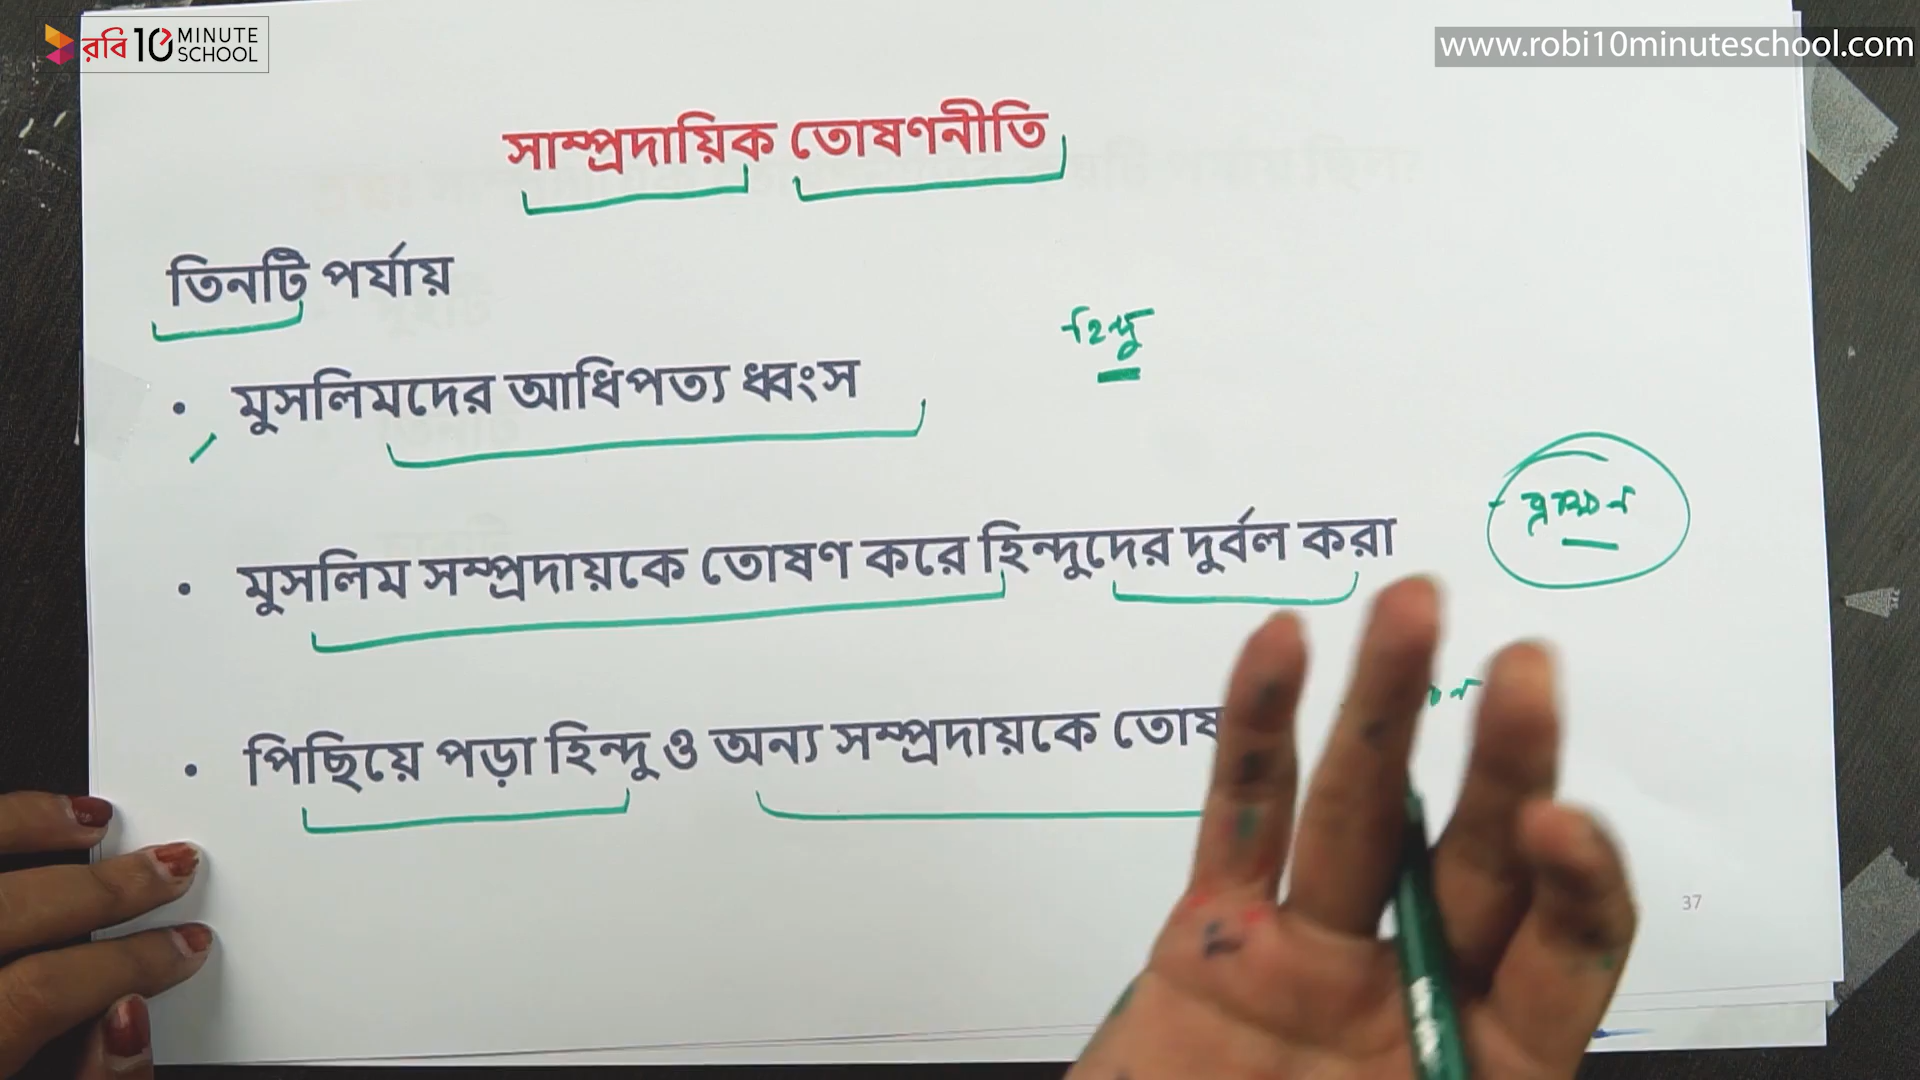 রবি 10 MINUTE SCHOOL
www.robi10minuteschool.com
সাম্প্রদায়িক তোষণনীতি
তিনটি পর্যায়
হিন্দু
• মুসলিমদের আধিপত্য ধ্বংস
• মুসলিম সম্প্রদায়কে তোষণ করে হিন্দুদের দুর্বল করা
• পিছিয়ে পড়া হিন্দু ও অন্য সম্প্রদায়কে তোষ
37